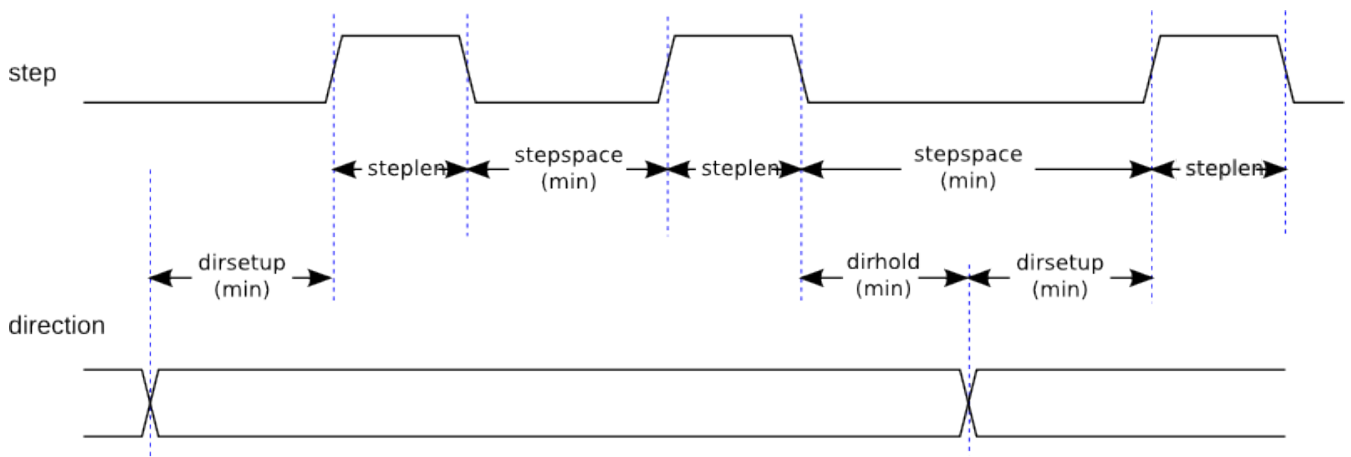 step
steplen
stepspace
(min)
steplen
stepspace
(min)
steplen
dirsetup
(min)
dirhold
(min)
dirsetup
(min)
direction